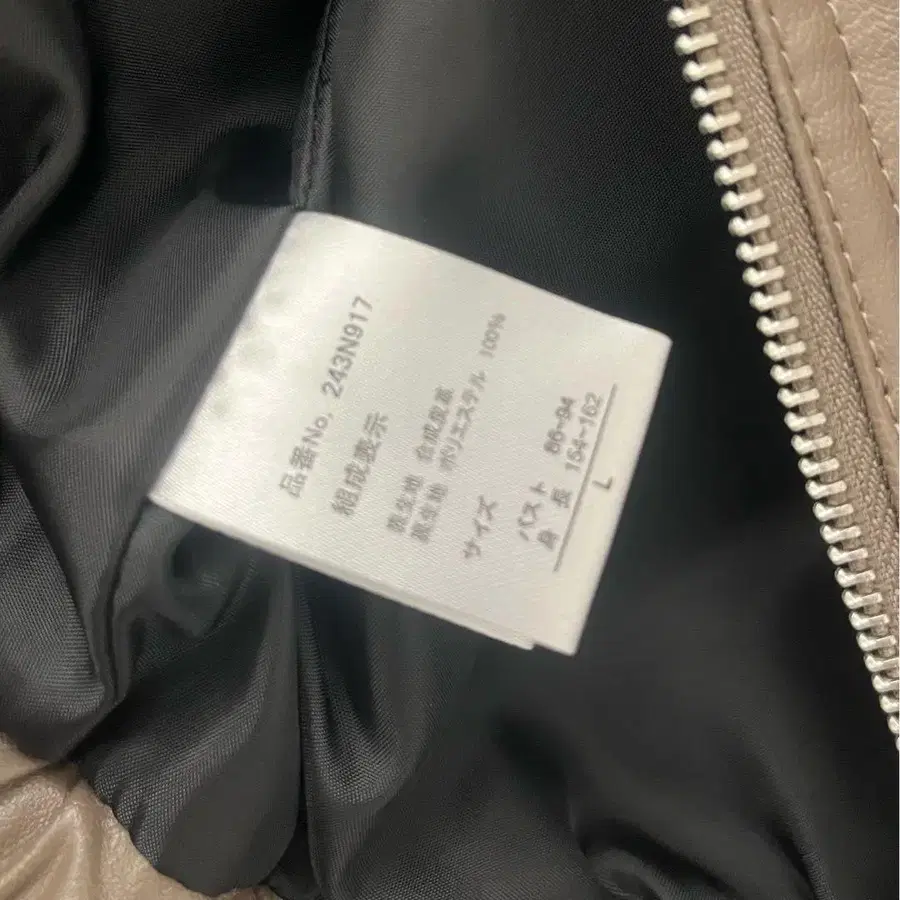 品番No, 243N917
組成表示
表生地 合成皮革
裏生地 ポリエステル 100%
サイズ
バスト 86~94
身 長 154~162
L